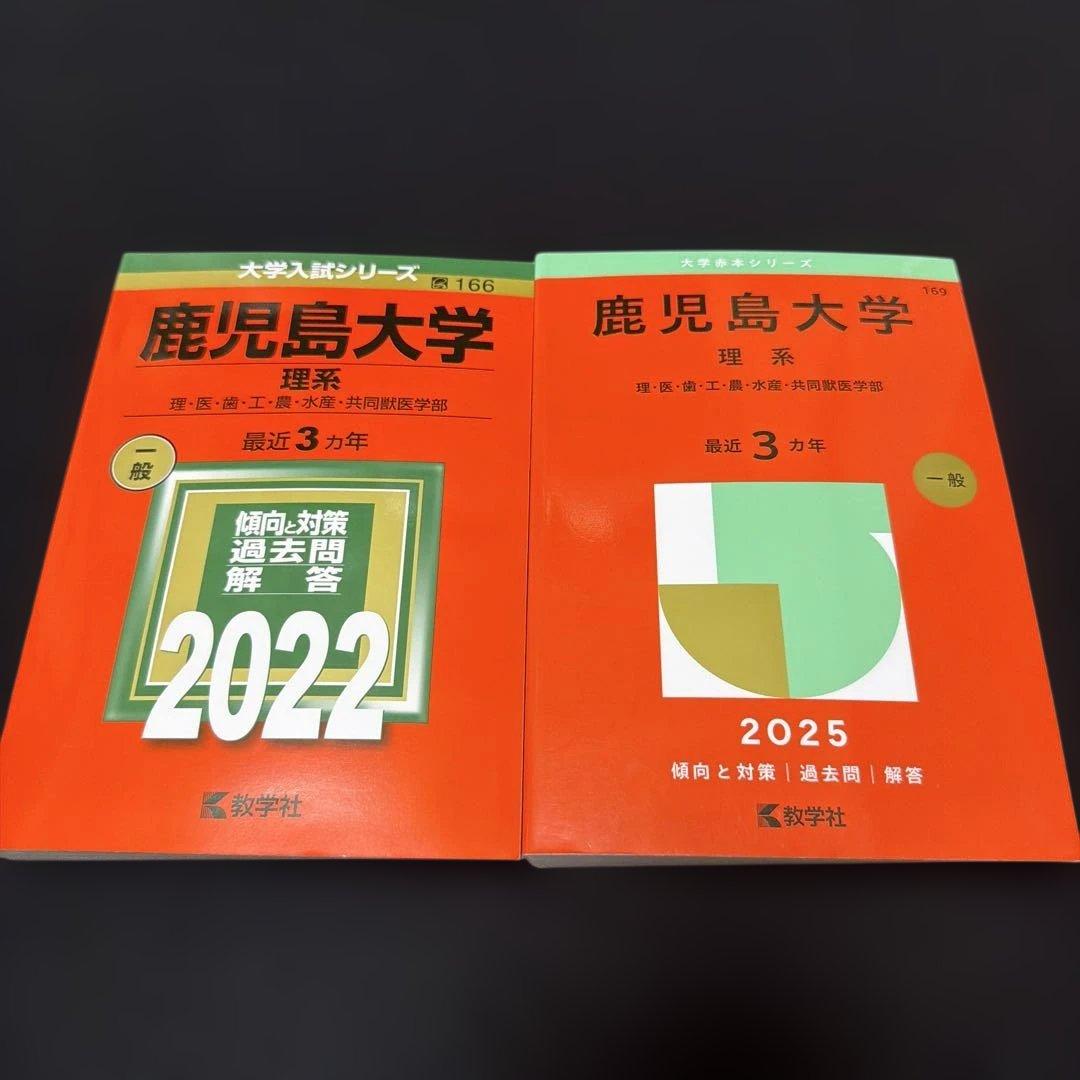 大学入試シリーズ
166
鹿児島大学
理系
理・医・歯・工・農・水産・共同獣医学部
最近3カ年
一般
傾向と対策
過去問
解答
2022
教学社
大学赤本シリーズ
169
鹿児島大学
理系
理・医・歯・工・農・水産・共同獣医学部
最近3カ年
一般
2025
傾向と対策|過去問|解答
教学社